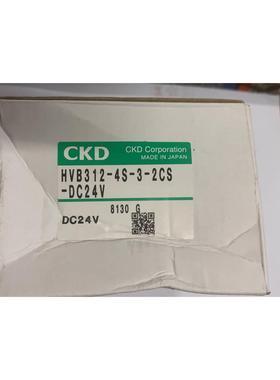 CKD
CKD Corporation
MADE IN JAPAN
HVB312-4S-3-2CS
-DC24V
8130 G
DC24V